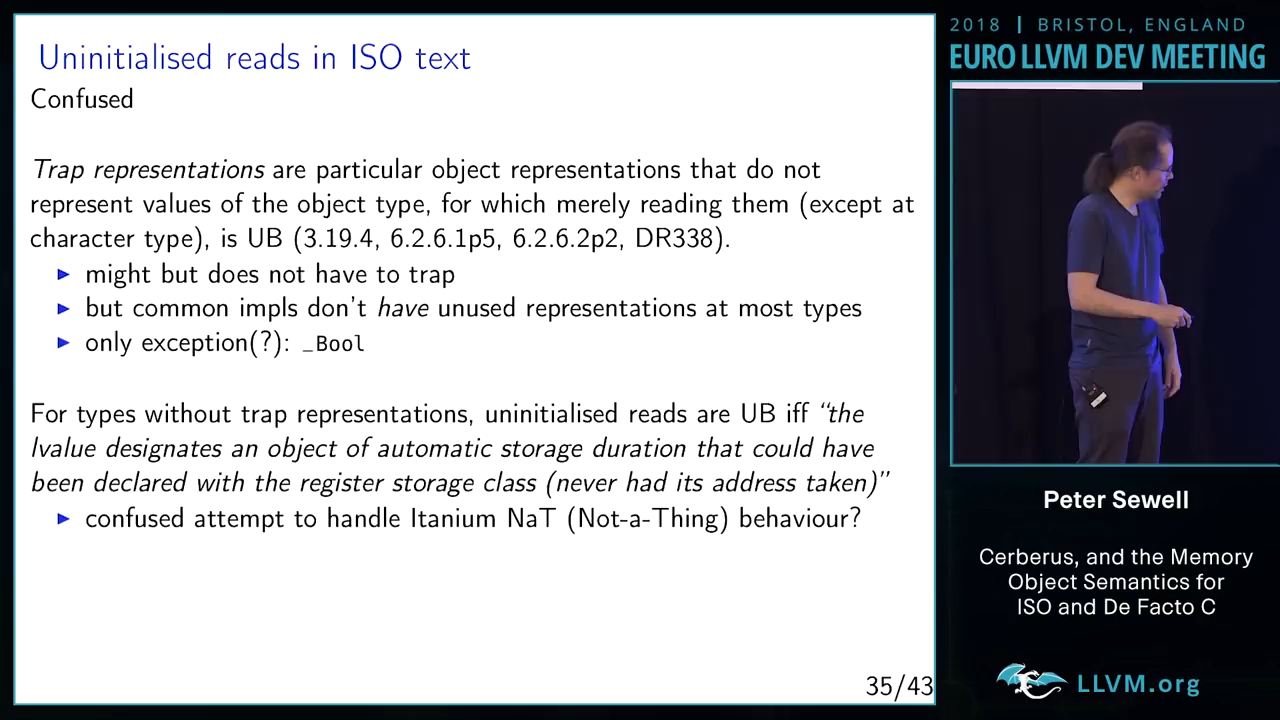 Uninitialised reads in ISO text
Confused
Trap representations are particular object representations that do not
represent values of the object type, for which merely reading them (except at
character type), is UB (3.19.4, 6.2.6.1p5, 6.2.6.2p2, DR338).
▶ might but does not have to trap
▶ but common impls don't have unused representations at most types
▶ only exception(?): _Bool
For types without trap representations, uninitialised reads are UB iff “the
lvalue designates an object of automatic storage duration that could have
been declared with the register storage class (never had its address taken)”
▶ confused attempt to handle Itanium NaT (Not-a-Thing) behaviour?
35/43
2018 | BRISTOL, ENGLAND
EURO LLVM DEV MEETING
Peter Sewell
Cerberus, and the Memory
Object Semantics for
ISO and De Facto C
LLVM.org